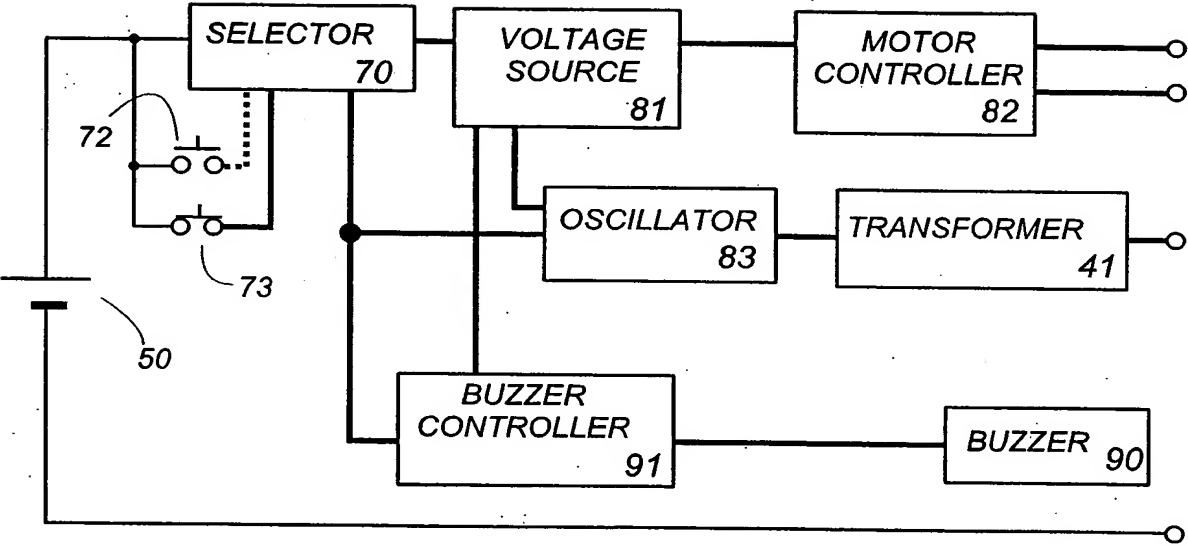 SELECTOR
70
VOLTAGE
SOURCE
81
MOTOR
CONTROLLER
82
72
73
50
OSCILLATOR
83
TRANSFORMER
41
BUZZER
CONTROLLER
91
BUZZER 90